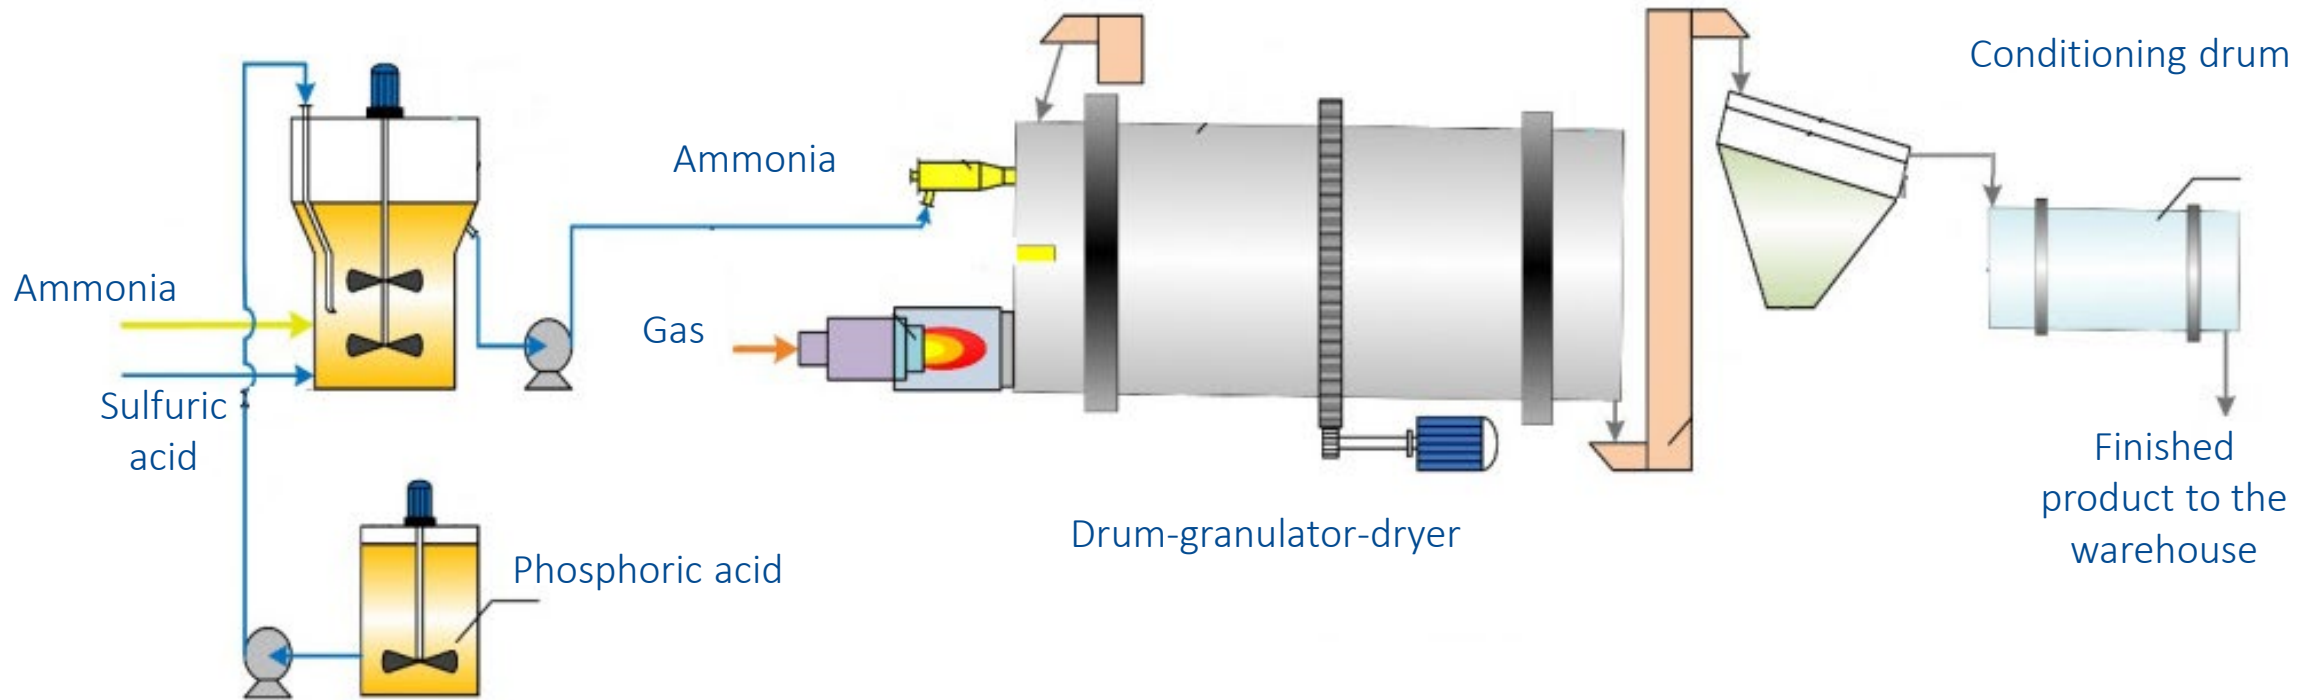 Conditioning drum
Ammonia
Ammonia
Gas
Sulfuric
acid
Finished
product to the
warehouse
Drum-granulator-dryer
Phosphoric acid